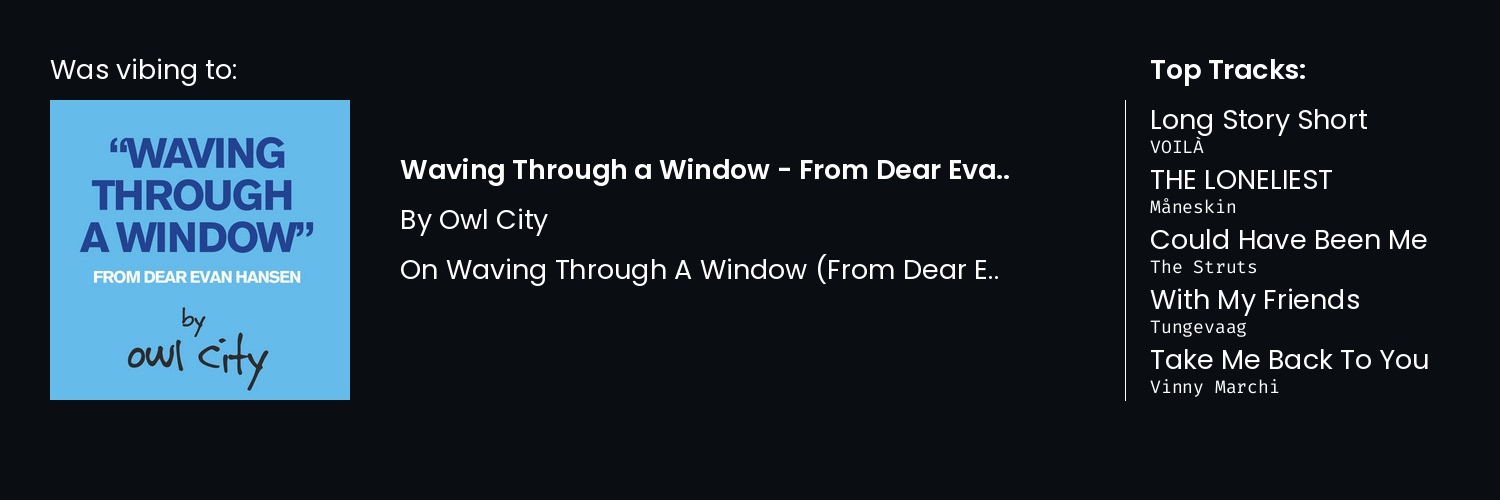 Was vibing to:
“WAVING
THROUGH
A WINDOW”
FROM DEAR EVAN HANSEN
by
owl city
Waving Through a Window - From Dear Eva..
By Owl City
On Waving Through A Window (From Dear E..
Top Tracks:
Long Story Short
VOILÀ
THE LONELIEST
Måneskin
Could Have Been Me
The Struts
With My Friends
Tungevaag
Take Me Back To You
Vinny Marchi